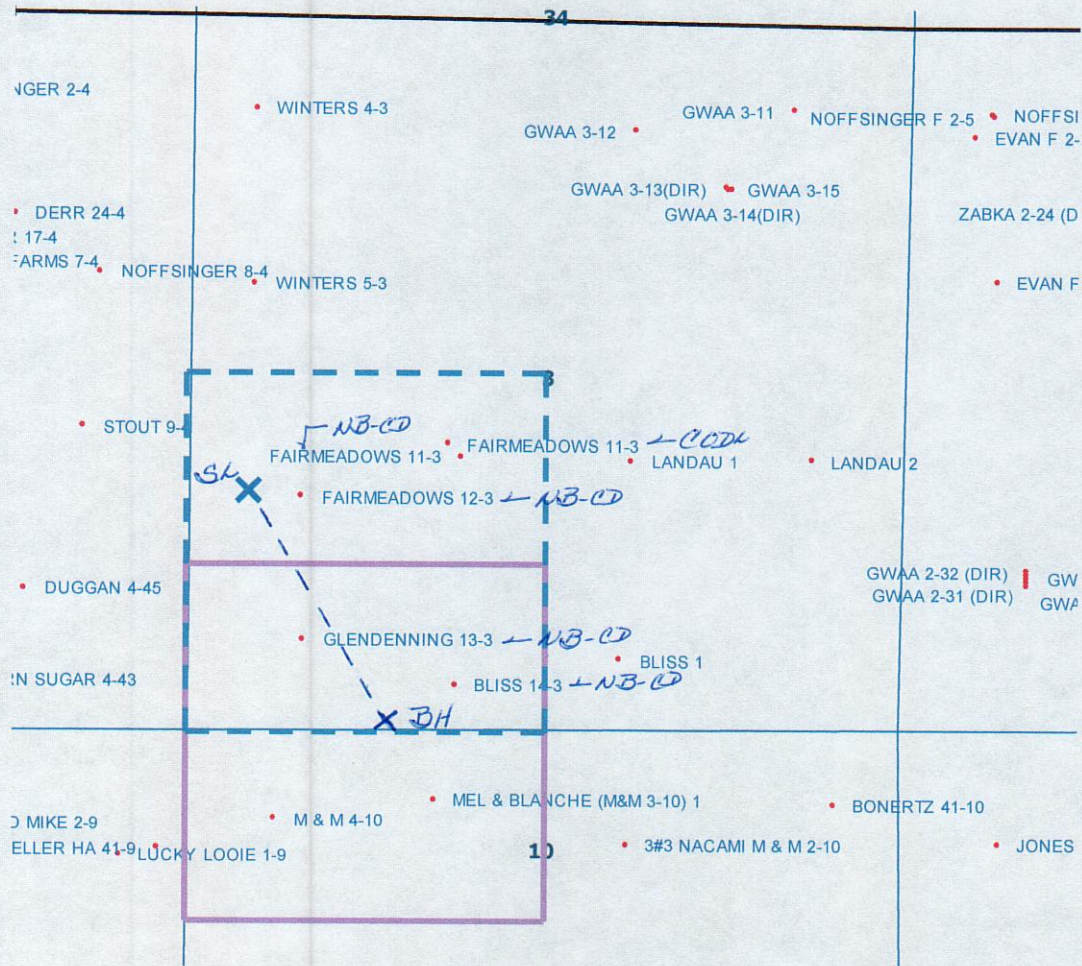 34
NGER 2-4
WINTERS 4-3
GWAA 3-11
NOFFSINGER F 2-5
NOFFSI
GWAA 3-12
EVAN F 2-
GWAA 3-13(DIR)
GWAA 3-15
DERR 24-4
GWAA 3-14(DIR)
ZABKA 2-24 (D
17-4
FARMS 7-4
NOFFSINGER 8-4
WINTERS 5-3
EVAN F
3
STOUT 9-4
NB-CD
FAIRMEADOWS 11-3
FAIRMEADOWS 11-3
CODL
LANDAU 1
LANDAU 2
SL
FAIRMEADOWS 12-3
NB-CD
DUGGAN 4-45
GWAA 2-32 (DIR)
GW
GWAA 2-31 (DIR)
GWA
GLENDENNING 13-3
NB-CD
BLISS 1
RN SUGAR 4-43
BLISS 14-3
NB-CD
BH
MEL & BLANCHE (M&M 3-10) 1
BONERTZ 41-10
M & M 4-10
O MIKE 2-9
ELLER HA 41-9
LUCKY LOOIE 1-9
10
3#3 NACAMI M & M 2-10
JONES